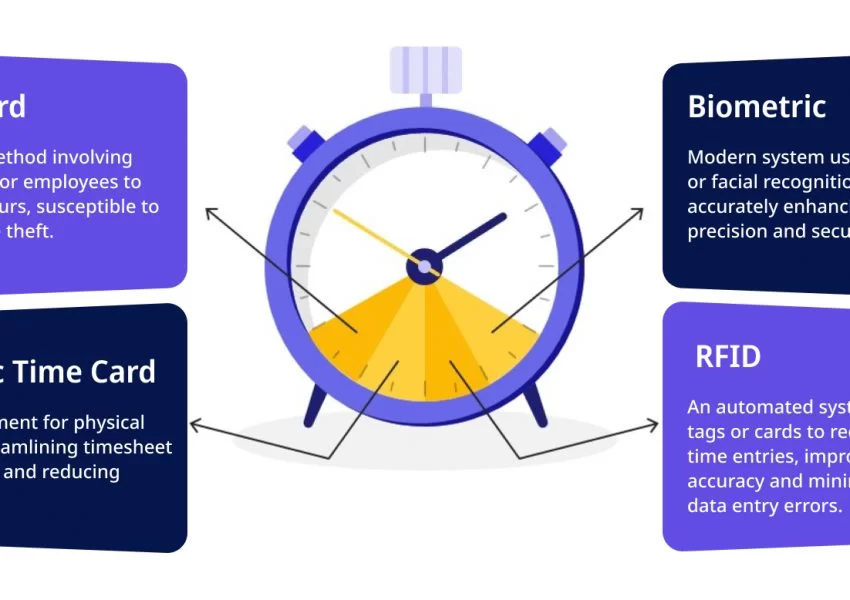 rd
ethod involving
or employees to
urs, susceptible to
theft.
c Time Card
ment for physical
amlining timesheet
and reducing
Biometric
Modern system us
or facial recognitio
accurately enhanci
precision and secu
RFID
An automated syst
tags or cards to re
time entries, impro
accuracy and mini
data entry errors.